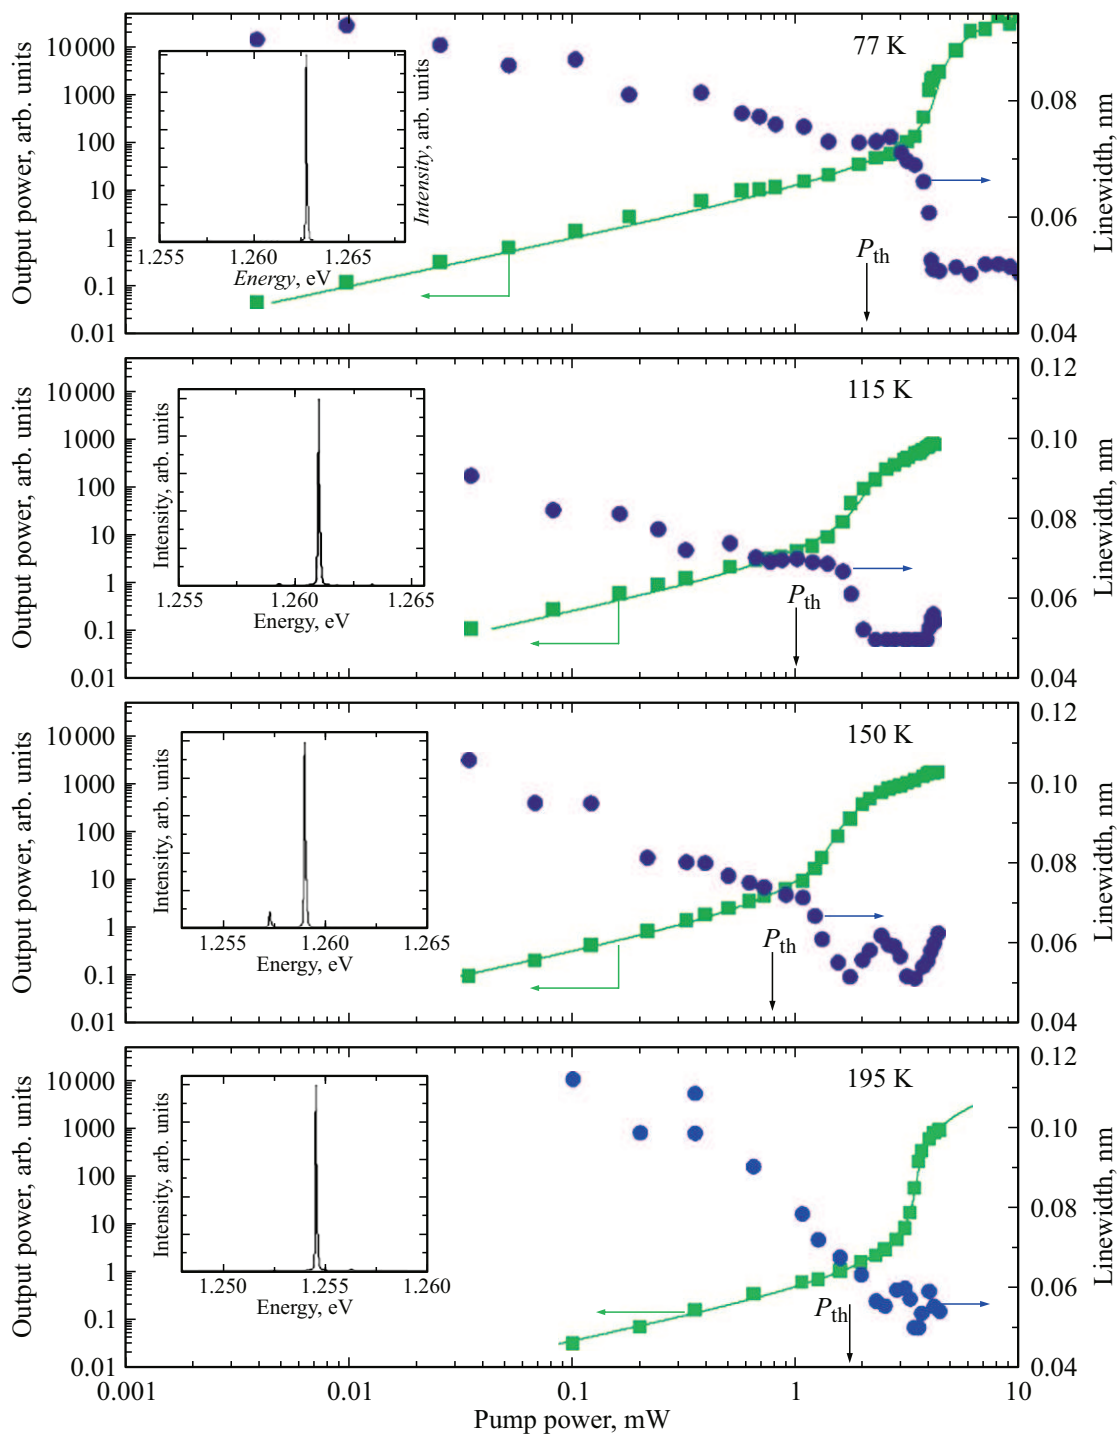 77 K
10 000
1000
100
10
1
0.1
0.01
Output power, arb. units
Intensity, arb. units
1.255
1.260
1.265
Energy, eV
P th
0.08
0.06
0.04
Linewidth, nm
115 K
10 000
1000
100
10
1
0.1
0.01
Output power, arb. units
Intensity, arb. units
1.255
1.260
1.265
Energy, eV
P th
0.12
0.10
0.08
0.06
0.04
Linewidth, nm
150 K
10 000
1000
100
10
1
0.1
0.01
Output power, arb. units
Intensity, arb. units
1.255
1.260
1.265
Energy, eV
P th
0.12
0.10
0.08
0.06
0.04
Linewidth, nm
195 K
10 000
1000
100
10
1
0.1
0.01
Output power, arb. units
Intensity, arb. units
1.250
1.255
1.260
Energy, eV
P th
0.12
0.10
0.08
0.06
0.04
Linewidth, nm
0.001
0.01
0.1
1
10
Pump power, mW